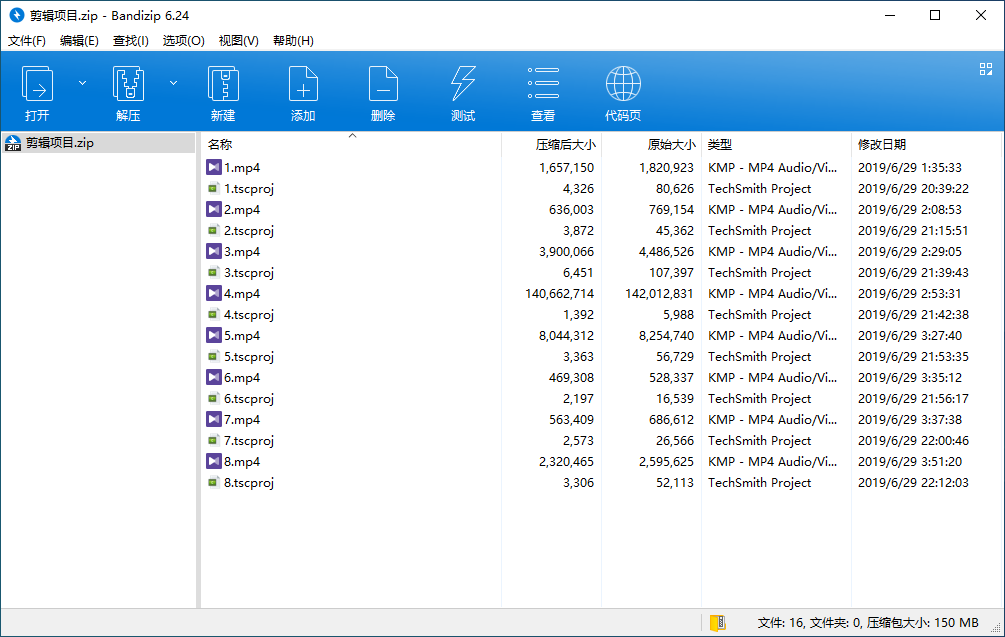 剪辑项目.zip - Bandizip 6.24
文件(F) 编辑(E) 查找(I) 选项(O) 视图(V) 帮助(H)
打开 解压 新建 添加 删除 测试 查看 代码页
ZIP 剪辑项目.zip
名称 压缩后大小 原始大小 类型 修改日期
1.mp4 1,657,150 1,820,923 KMP - MP4 Audio/Vi... 2019/6/29 1:35:33
1.tscproj 4,326 80,626 TechSmith Project 2019/6/29 20:39:22
2.mp4 636,003 769,154 KMP - MP4 Audio/Vi... 2019/6/29 2:08:53
2.tscproj 3,872 45,362 TechSmith Project 2019/6/29 21:15:51
3.mp4 3,900,066 4,486,526 KMP - MP4 Audio/Vi... 2019/6/29 2:29:05
3.tscproj 6,451 107,397 TechSmith Project 2019/6/29 21:39:43
4.mp4 140,662,714 142,012,831 KMP - MP4 Audio/Vi... 2019/6/29 2:53:31
4.tscproj 1,392 5,988 TechSmith Project 2019/6/29 21:42:38
5.mp4 8,044,312 8,254,740 KMP - MP4 Audio/Vi... 2019/6/29 3:27:40
5.tscproj 3,363 56,729 TechSmith Project 2019/6/29 21:53:35
6.mp4 469,308 528,337 KMP - MP4 Audio/Vi... 2019/6/29 3:35:12
6.tscproj 2,197 16,539 TechSmith Project 2019/6/29 21:56:17
7.mp4 563,409 686,612 KMP - MP4 Audio/Vi... 2019/6/29 3:37:38
7.tscproj 2,573 26,566 TechSmith Project 2019/6/29 22:00:46
8.mp4 2,320,465 2,595,625 KMP - MP4 Audio/Vi... 2019/6/29 3:51:20
8.tscproj 3,306 52,113 TechSmith Project 2019/6/29 22:12:03
文件: 16, 文件夹: 0, 压缩包大小: 150 MB